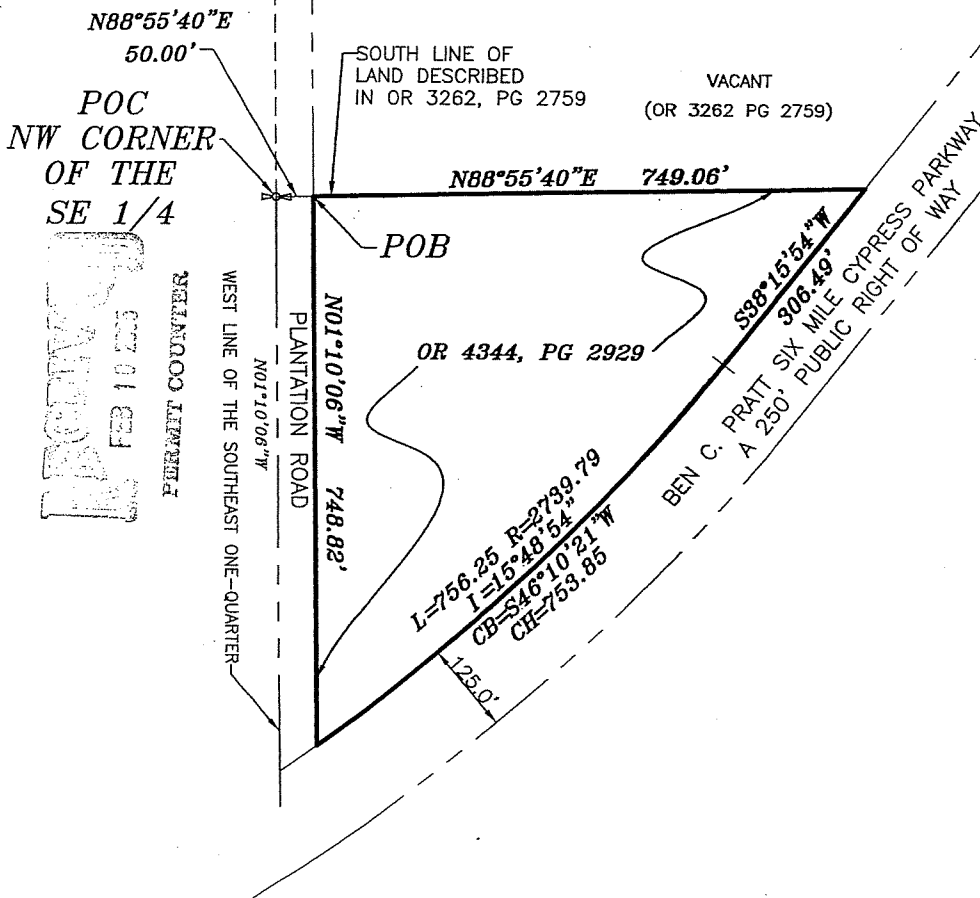 N88°55'40"E
50.00'
SOUTH LINE OF
LAND DESCRIBED
IN OR 3262, PG 2759
VACANT
(OR 3262 PG 2759)
POC
NW CORNER
OF THE
SE 1/4
N88°55'40"E 749.06'
POB
S38°15'54"W
306.49'
BEN C. PRATT SIX MILE CYPRESS PARKWAY
A 250' PUBLIC RIGHT OF WAY
OR 4344, PG 2929
N01°10'06"W 748.82'
PLANTATION ROAD
N01°10'06"W
WEST LINE OF THE SOUTHEAST ONE-QUARTER
L=756.25 R=2739.79
I=15°48'54"
CB=S46°10'21"W
CH=753.85
125.0'
FEB 10
PERMIT COUNTER